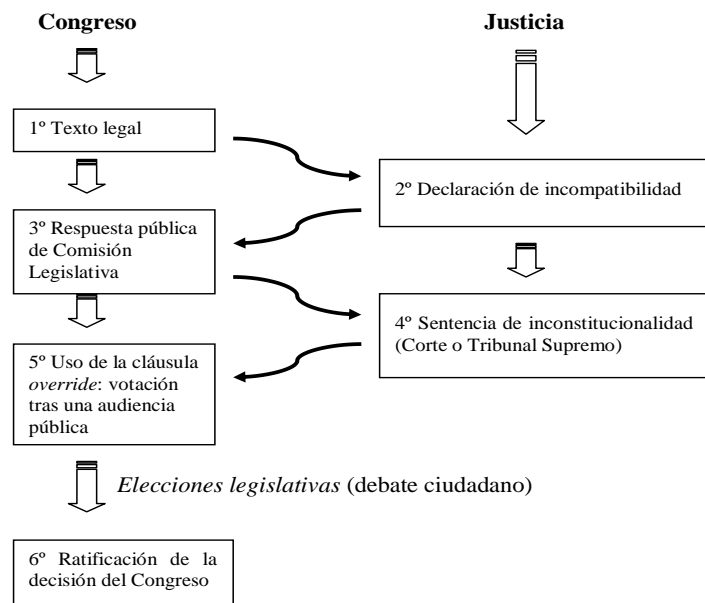 Congreso
Justicia
1º Texto legal
2º Declaración de incompatibilidad
3º Respuesta pública
de Comisión
Legislativa
4º Sentencia de inconstitucionalidad
(Corte o Tribunal Supremo)
5º Uso de la cláusula
override: votación
tras una audiencia
pública
Elecciones legislativas (debate ciudadano)
6º Ratificación de la
decisión del Congreso